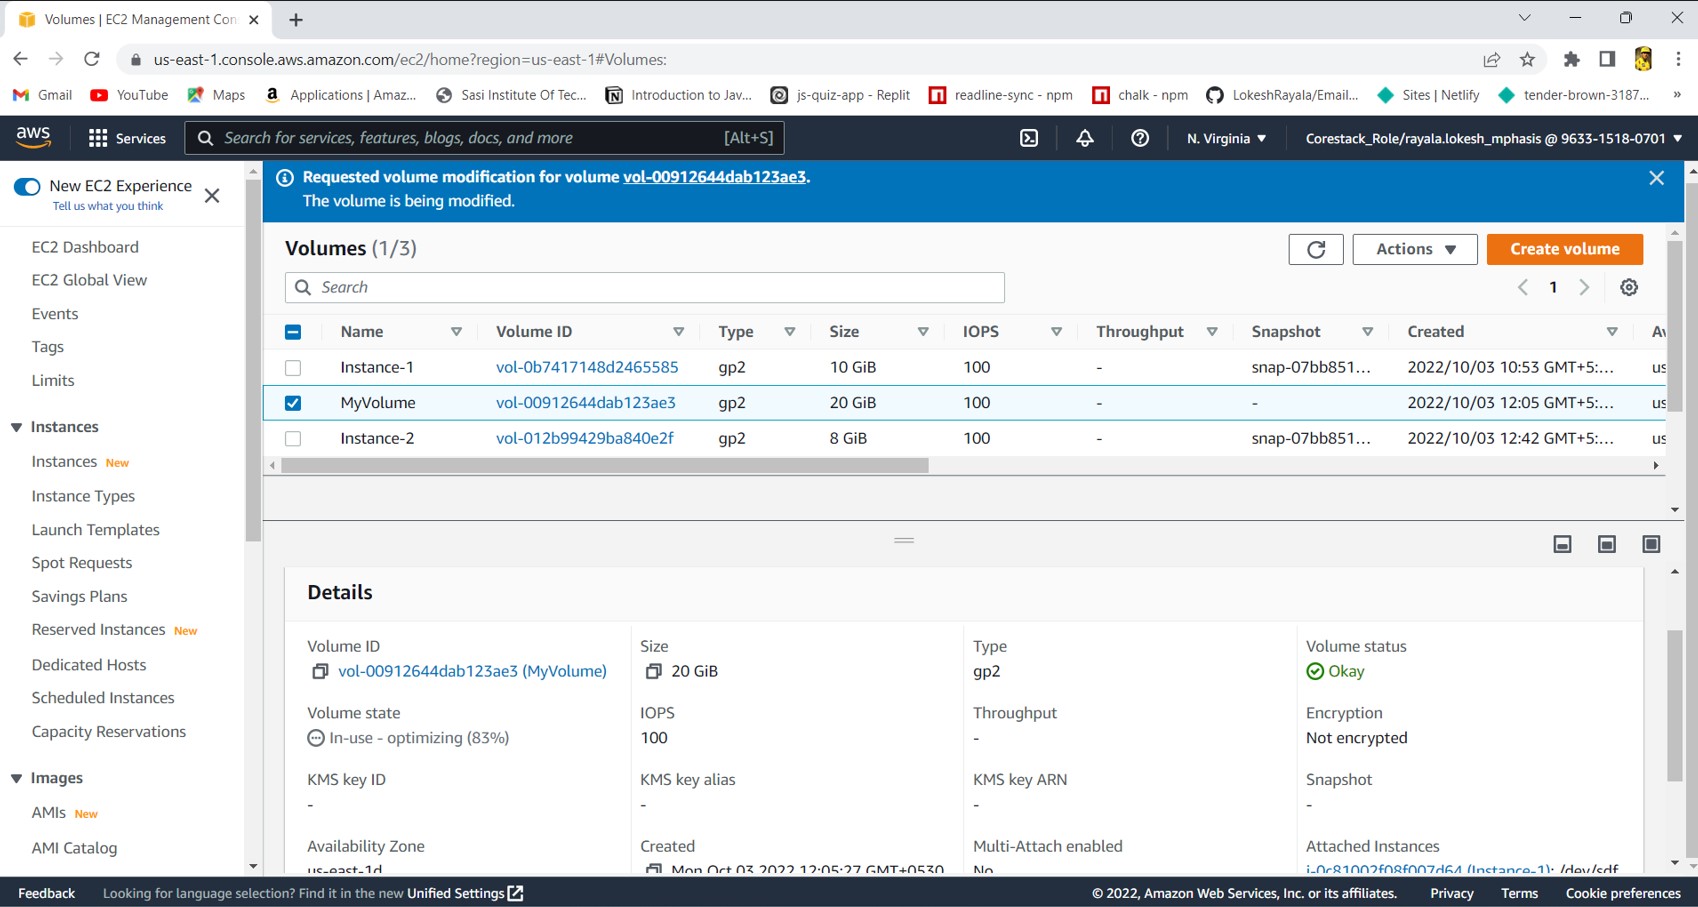 Volumes | EC2 Management Con
us-east-1.console.aws.amazon.com/ec2/home?region=us-east-1#Volumes:
Gmail YouTube Maps Applications | Amaz... Sasi Institute Of Tec... Introduction to Jav... js-quiz-app - Replit readline-sync - npm chalk - npm LokeshRayala/Email... Sites | Netlify tender-brown-3187... »
aws Services Search for services, features, blogs, docs, and more [Alt+S] N. Virginia ▼ Corestack_Role/rayala.lokesh_mphasis @ 9633-1518-0701 ▼
New EC2 Experience
Tell us what you think
EC2 Dashboard
EC2 Global View
Events
Tags
Limits
Instances
Instances New
Instance Types
Launch Templates
Spot Requests
Savings Plans
Reserved Instances New
Dedicated Hosts
Scheduled Instances
Capacity Reservations
Images
AMIs New
AMI Catalog
Requested volume modification for volume vol-00912644dab123ae3.
The volume is being modified.
Volumes (1/3) Actions ▼ Create volume
Search 1
Name Volume ID Type Size IOPS Throughput Snapshot Created Av
Instance-1 vol-0b7417148d2465585 gp2 10 GiB 100 - snap-07bb851... 2022/10/03 10:53 GMT+5:... us
MyVolume vol-00912644dab123ae3 gp2 20 GiB 100 - - 2022/10/03 12:05 GMT+5:... us
Instance-2 vol-012b99429ba840e2f gp2 8 GiB 100 - snap-07bb851... 2022/10/03 12:42 GMT+5:... us
Details
Volume ID Size Type Volume status
vol-00912644dab123ae3 (MyVolume) 20 GiB gp2 Okay
Volume state IOPS Throughput Encryption
In-use - optimizing (83%) 100 - Not encrypted
KMS key ID KMS key alias KMS key ARN Snapshot
- - - -
Availability Zone Created Multi-Attach enabled Attached Instances
us-east-1d Mon Oct 03 2022 12:05:27 GMT+0530 No i-0c81002f08f007d64 (Instance-1): /dev/sdf
Feedback Looking for language selection? Find it in the new Unified Settings © 2022, Amazon Web Services, Inc. or its affiliates. Privacy Terms Cookie preferences